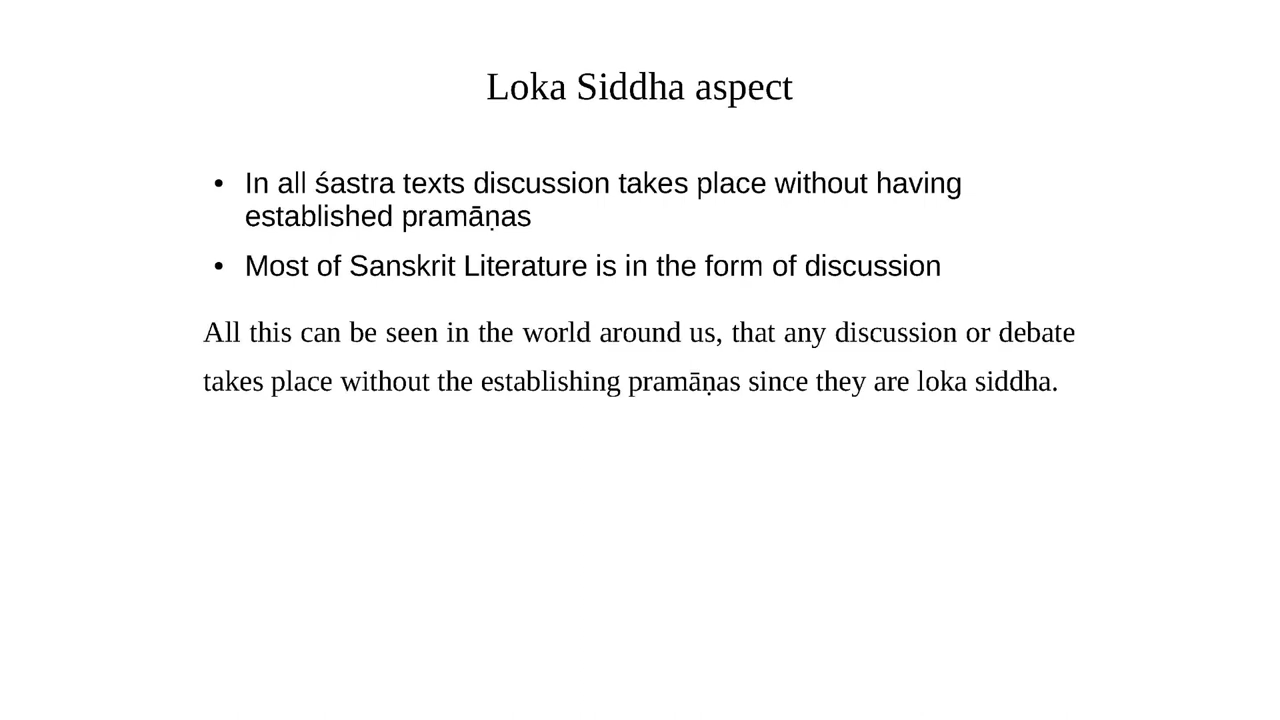 Loka Siddha aspect
• In all śastra texts discussion takes place without having
established pramāṇas
• Most of Sanskrit Literature is in the form of discussion
All this can be seen in the world around us, that any discussion or debate
takes place without the establishing pramāṇas since they are loka siddha.